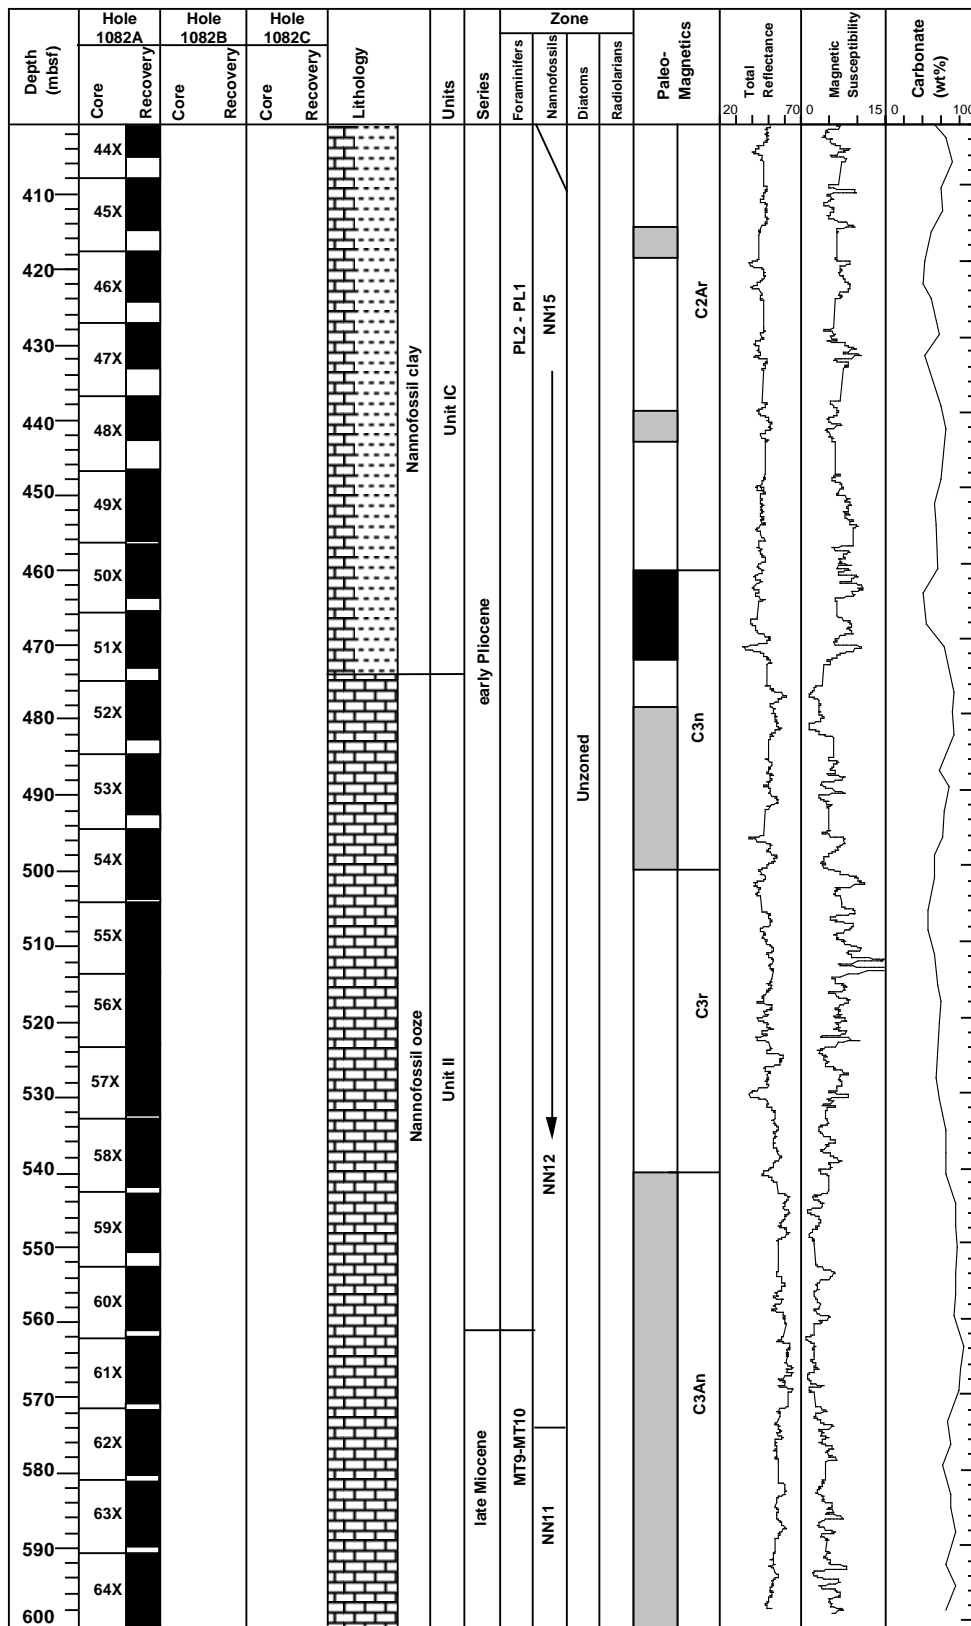 Depth
(mbsf)
Hole
1082A
Hole
1082B
Hole
1082C
Core
Recovery
Core
Recovery
Core
Recovery
Lithology
Units
Series
Zone
Foraminifers
Nannofossils
Diatoms
Radiolarians
Paleo-
Magnetics
Total
Reflectance
20 70
Magnetic
Susceptibility
0 15
Carbonate
(wt%)
0 100
410
420
430
440
450
460
470
480
490
500
510
520
530
540
550
560
570
580
590
600
44X
45X
46X
47X
48X
49X
50X
51X
52X
53X
54X
55X
56X
57X
58X
59X
60X
61X
62X
63X
64X
Nannofossil clay
Nannofossil ooze
Unit IC
Unit II
early Pliocene
late Miocene
PL2 - PL1
MT9-MT10
NN15
NN12
NN11
Unzoned
C2Ar
C3n
C3r
C3An